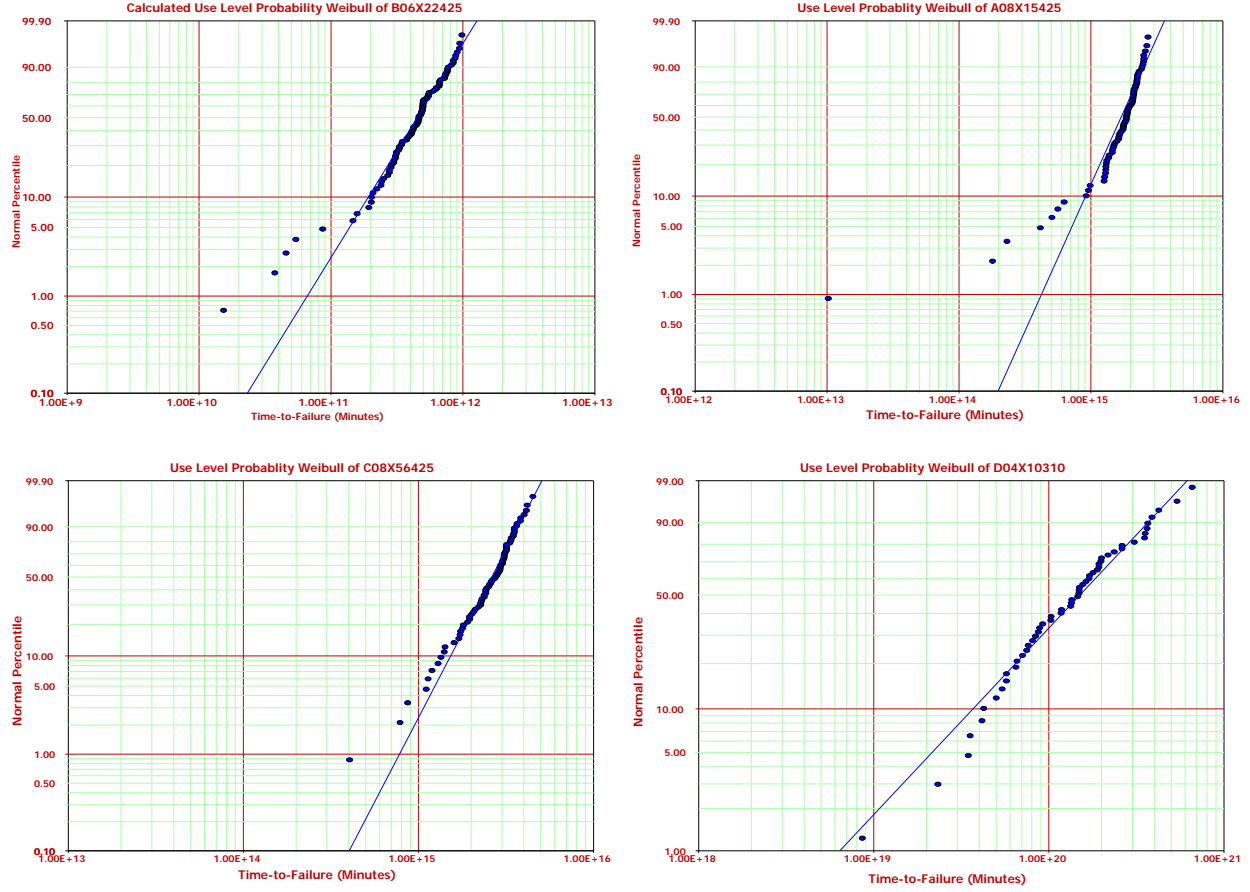 Calculated Use Level Probability Weibull of B06X22425
99.90
90.00
50.00
10.00
5.00
1.00
0.50
0.10
Normal Percentile
1.00E+9
1.00E+10
1.00E+11
1.00E+12
1.00E+13
Time-to-Failure (Minutes)
Use Level Probablity Weibull of A08X15425
99.90
90.00
50.00
10.00
5.00
1.00
0.50
0.10
Normal Percentile
1.00E+12
1.00E+13
1.00E+14
1.00E+15
1.00E+16
Time-to-Failure (Minutes)
Use Level Probablity Weibull of C08X56425
99.90
90.00
50.00
10.00
5.00
1.00
0.50
0.10
Normal Percentile
1.00E+13
1.00E+14
1.00E+15
1.00E+16
Time-to-Failure (Minutes)
Use Level Probablity Weibull of D04X10310
99.00
90.00
50.00
10.00
5.00
1.00
Normal Percentile
1.00E+18
1.00E+19
1.00E+20
1.00E+21
Time-to-Failure (Minutes)